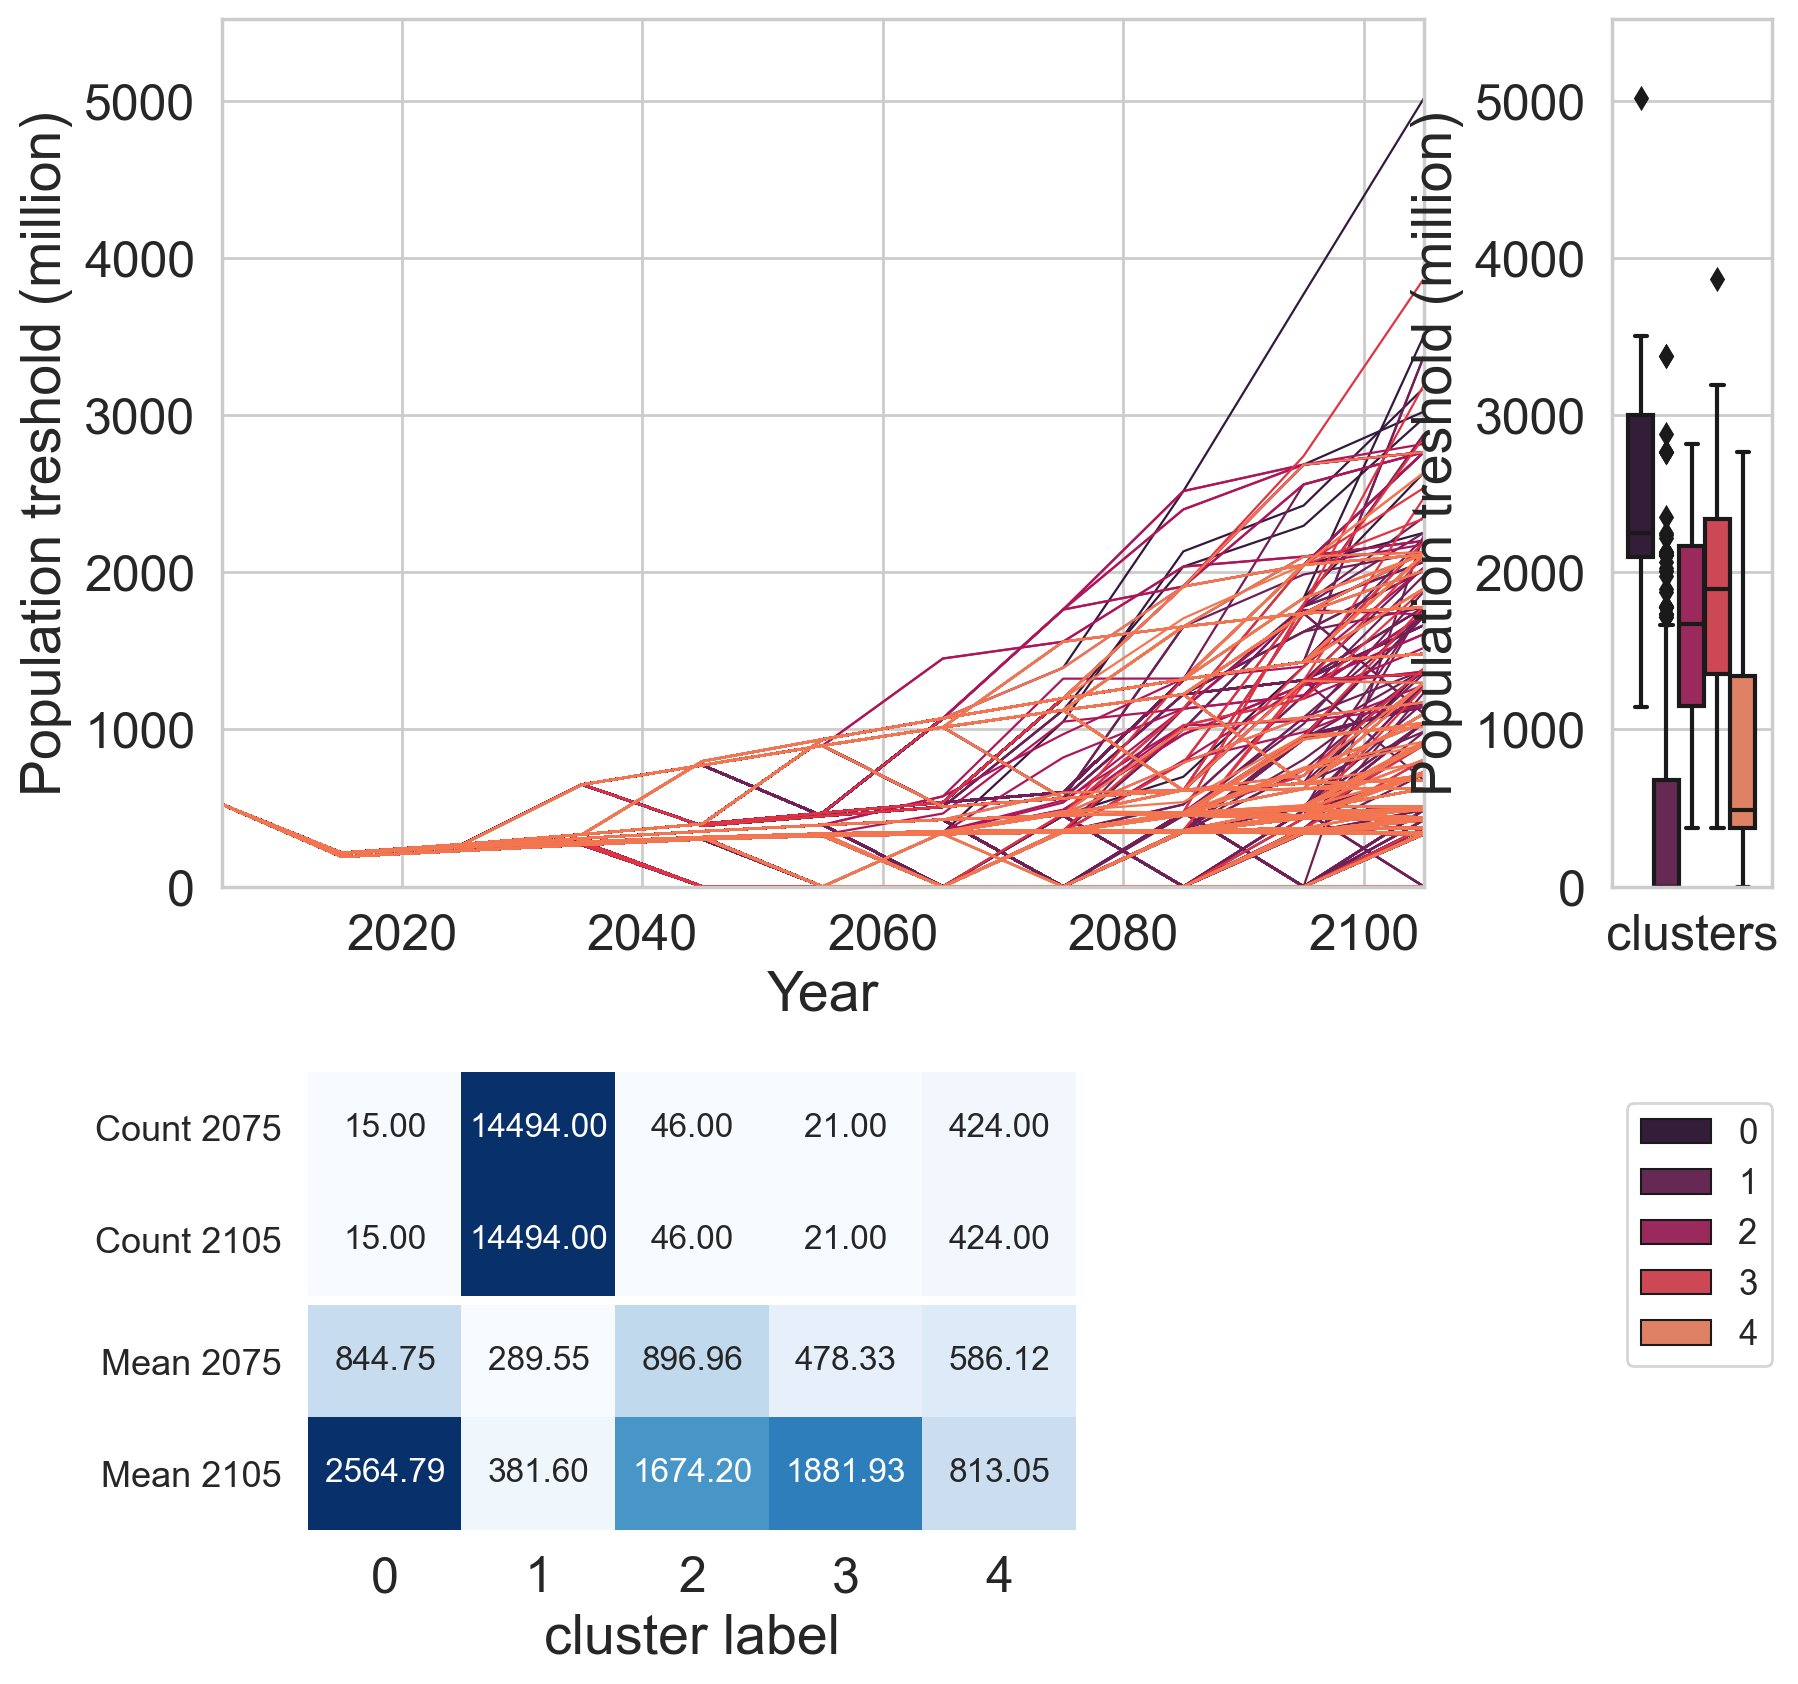 Population treshold (million)
5000
4000
3000
2000
1000
0
2020 2040 2060 2080 2100
Year
Population treshold (million)
5000
4000
3000
2000
1000
0
clusters
Count 2075 15.00 14494.00 46.00 21.00 424.00
Count 2105 15.00 14494.00 46.00 21.00 424.00
Mean 2075 844.75 289.55 896.96 478.33 586.12
Mean 2105 2564.79 381.60 1674.20 1881.93 813.05
0 1 2 3 4
cluster label
0
1
2
3
4